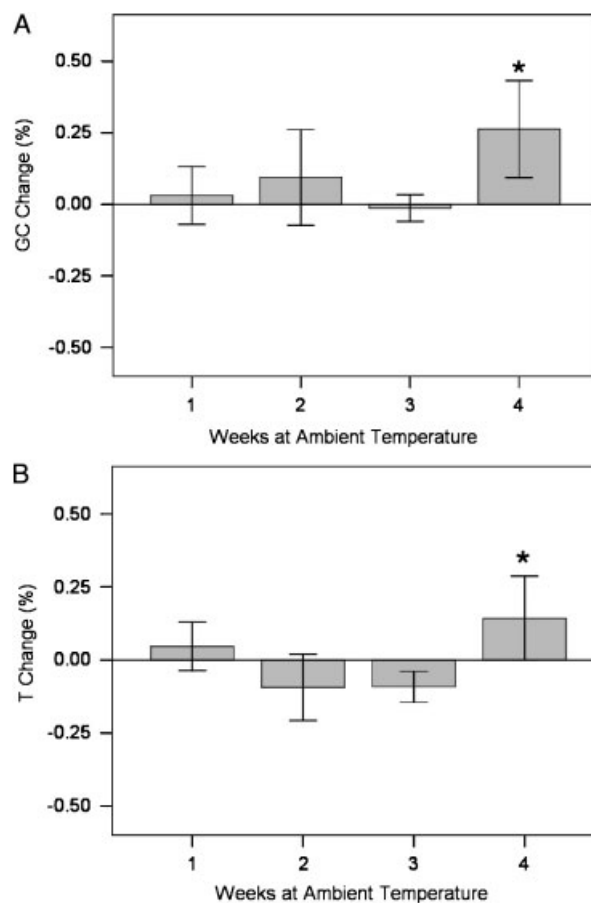 A
GC Change (%)
0.50
0.25
0.00
-0.25
-0.50
*
1 2 3 4
Weeks at Ambient Temperature
B
T Change (%)
0.50
0.25
0.00
-0.25
-0.50
*
1 2 3 4
Weeks at Ambient Temperature